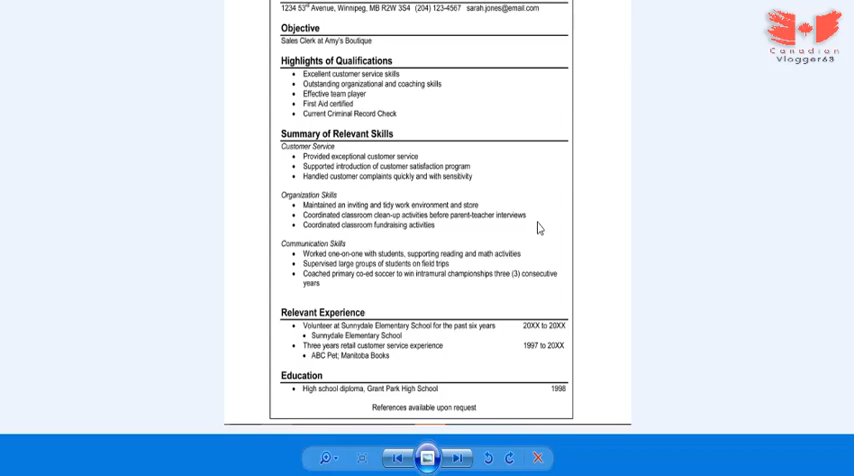 1234 53rd Avenue, Winnipeg, MB R2W 3S4 (204) 123-4567 sarah.jones@email.com
Objective
Sales Clerk at Amy's Boutique
Highlights of Qualifications
• Excellent customer service skills
• Outstanding organizational and coaching skills
• Effective team player
• First Aid certified
• Current Criminal Record Check
Summary of Relevant Skills
Customer Service
• Provided exceptional customer service
• Supported introduction of customer satisfaction program
• Handled customer complaints quickly and with sensitivity
Organization Skills
• Maintained an inviting and tidy work environment and store
• Coordinated classroom clean-up activities before parent-teacher interviews
• Coordinated classroom fundraising activities
Communication Skills
• Worked one-on-one with students, supporting reading and math activities
• Supervised large groups of students on field trips
• Coached primary co-ed soccer to win intramural championships three (3) consecutive
years
Relevant Experience
• Volunteer at Sunnydale Elementary School for the past six years 20XX to 20XX
• Sunnydale Elementary School
• Three years retail customer service experience 1997 to 20XX
• ABC Pet; Manitoba Books
Education
• High school diploma, Grant Park High School 1998
References available upon request
Canadian
Vlogger63